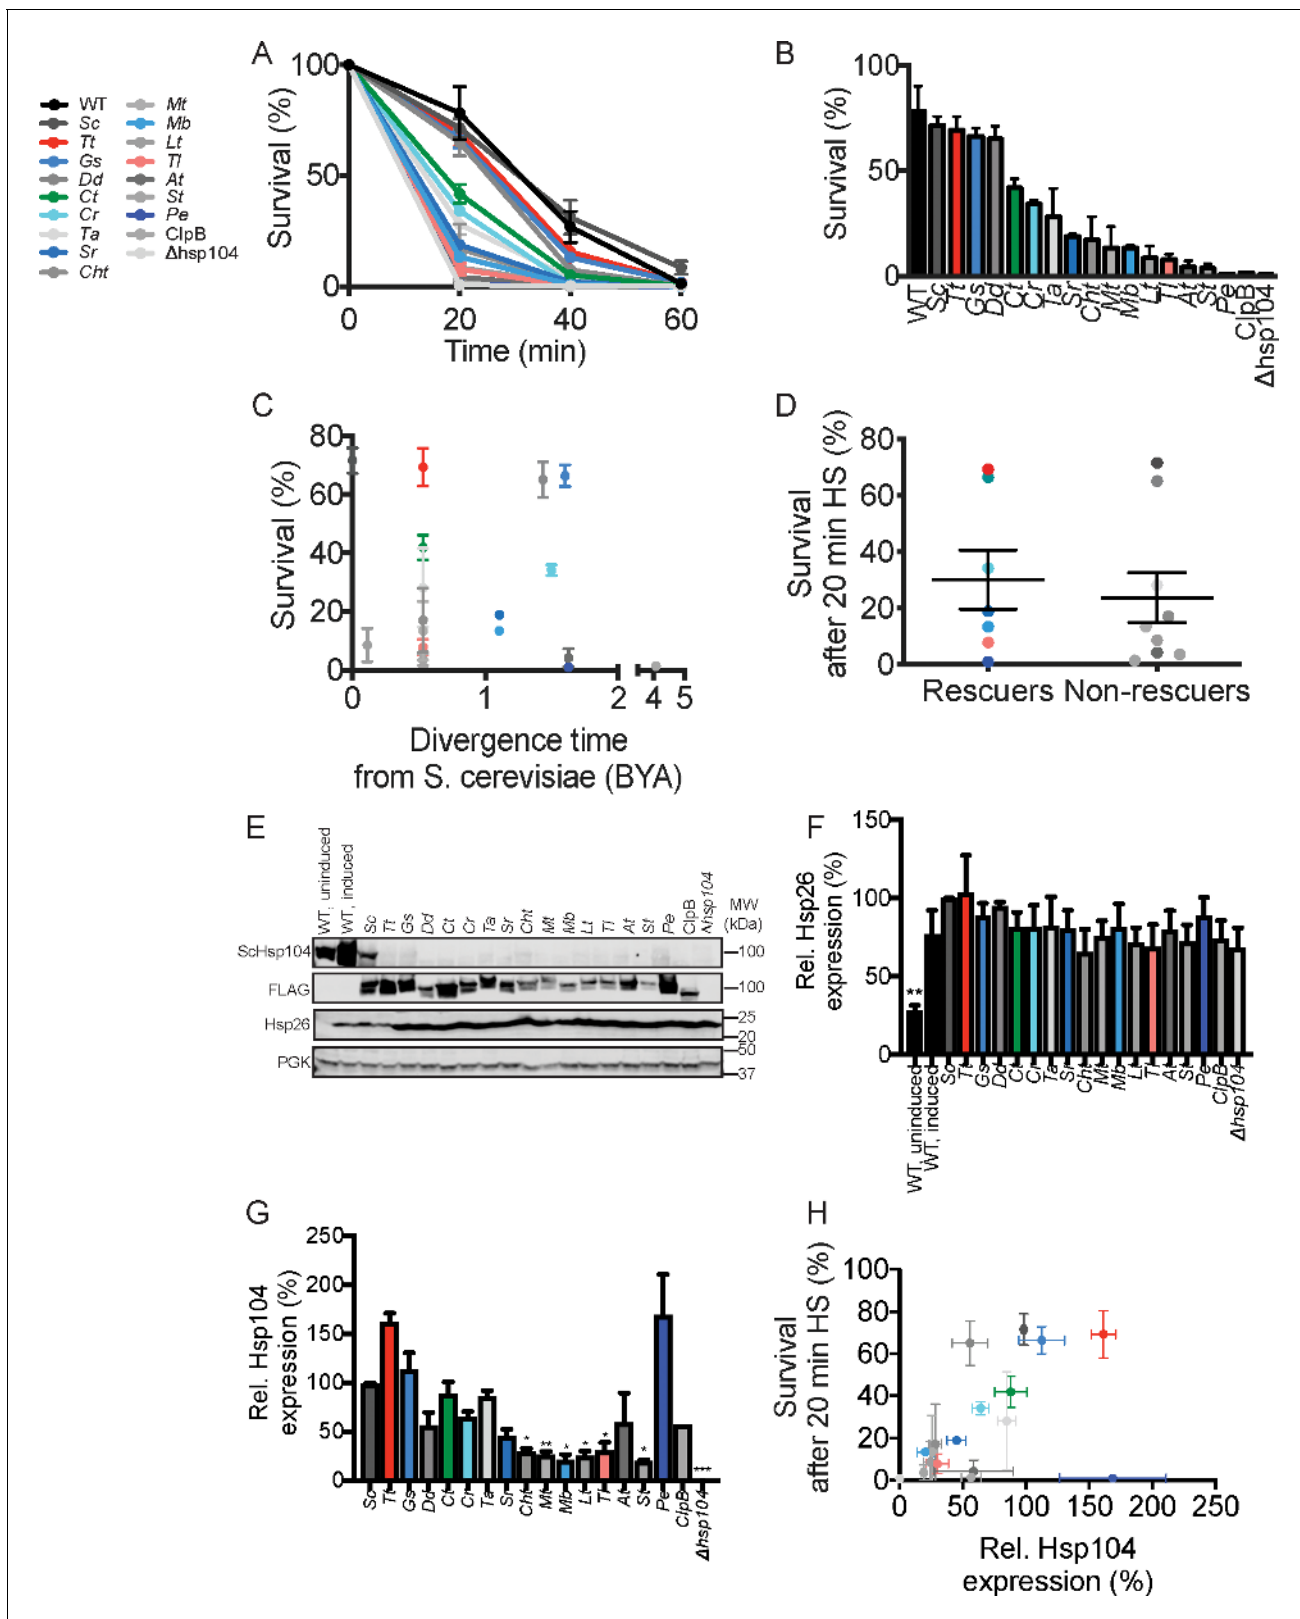 A
100
50
0
Survival (%)
0 20 40 60
Time (min)
WT
Sc
Tt
Gs
Dd
Ct
Cr
Ta
Sr
Cht
Mt
Mb
Lt
Tl
At
St
Pe
ClpB
Δhsp104
B
100
50
0
Survival (%)
WT Sc Tt Gs Dd Ct Cr Ta Sr Cht Mt Mb Lt Tl At St Pe ClpB Δhsp104
C
80
60
40
20
0
Survival (%)
0 1 2 4 5
Divergence time
from S. cerevisiae (BYA)
D
80
60
40
20
0
Survival
after 20 min HS (%)
Rescuers Non-rescuers
E
WT, uninduced WT, induced Sc Tt Gs Dd Ct Cr Ta Sr Cht Mt Mb Lt Tl At St Pe ClpB Δhsp104
MW
(kDa)
ScHsp104 100
FLAG 100
Hsp26 25
20
PGK 50
37
F
150
100
50
0
Rel. Hsp26
expression (%)
**
WT, uninduced WT, induced Sc Tt Gs Dd Ct Cr Ta Sr Cht Mt Mb Lt Tl At St Pe ClpB Δhsp104
G
250
200
150
100
50
0
Rel. Hsp104
expression (%)
* ** * * * * ***
Sc Tt Gs Dd Ct Cr Ta Sr Cht Mt Mb Lt Tl At St Pe ClpB Δhsp104
H
100
80
60
40
20
0
Survival
after 20 min HS (%)
0 50 100 150 200 250
Rel. Hsp104
expression (%)